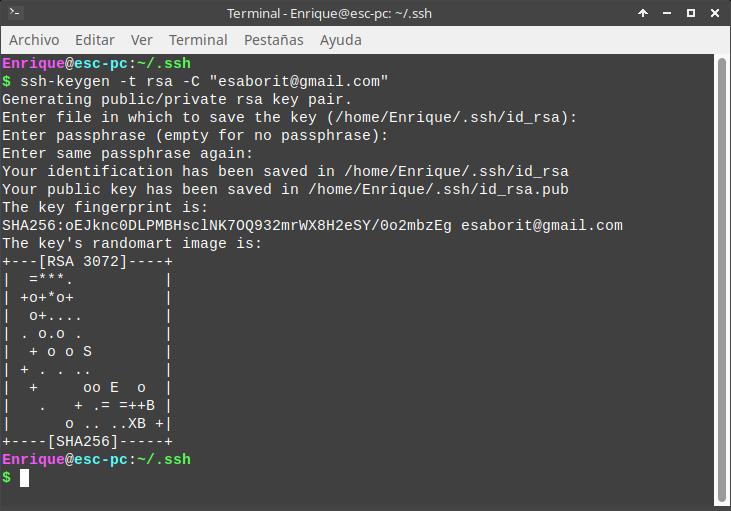 Terminal - Enrique@esc-pc: ~/.ssh
Archivo Editar Ver Terminal Pestañas Ayuda
Enrique@esc-pc:~/.ssh
$ ssh-keygen -t rsa -C "esaborit@gmail.com"
Generating public/private rsa key pair.
Enter file in which to save the key (/home/Enrique/.ssh/id_rsa):
Enter passphrase (empty for no passphrase):
Enter same passphrase again:
Your identification has been saved in /home/Enrique/.ssh/id_rsa
Your public key has been saved in /home/Enrique/.ssh/id_rsa.pub
The key fingerprint is:
SHA256:oEJknc0DLPMBHsclNK7OQ932mrWX8H2eSY/0o2mbzEg esaborit@gmail.com
The key's randomart image is:
+---[RSA 3072]----+
|  =***.          |
| +o+*o+          |
|  o+....         |
| . o.o .         |
|  + o o S        |
| + . . ..        |
|  +     oo E  o  |
|   .   + .= =++B |
|      o .. ..XB +|
+----[SHA256]-----+
Enrique@esc-pc:~/.ssh
$